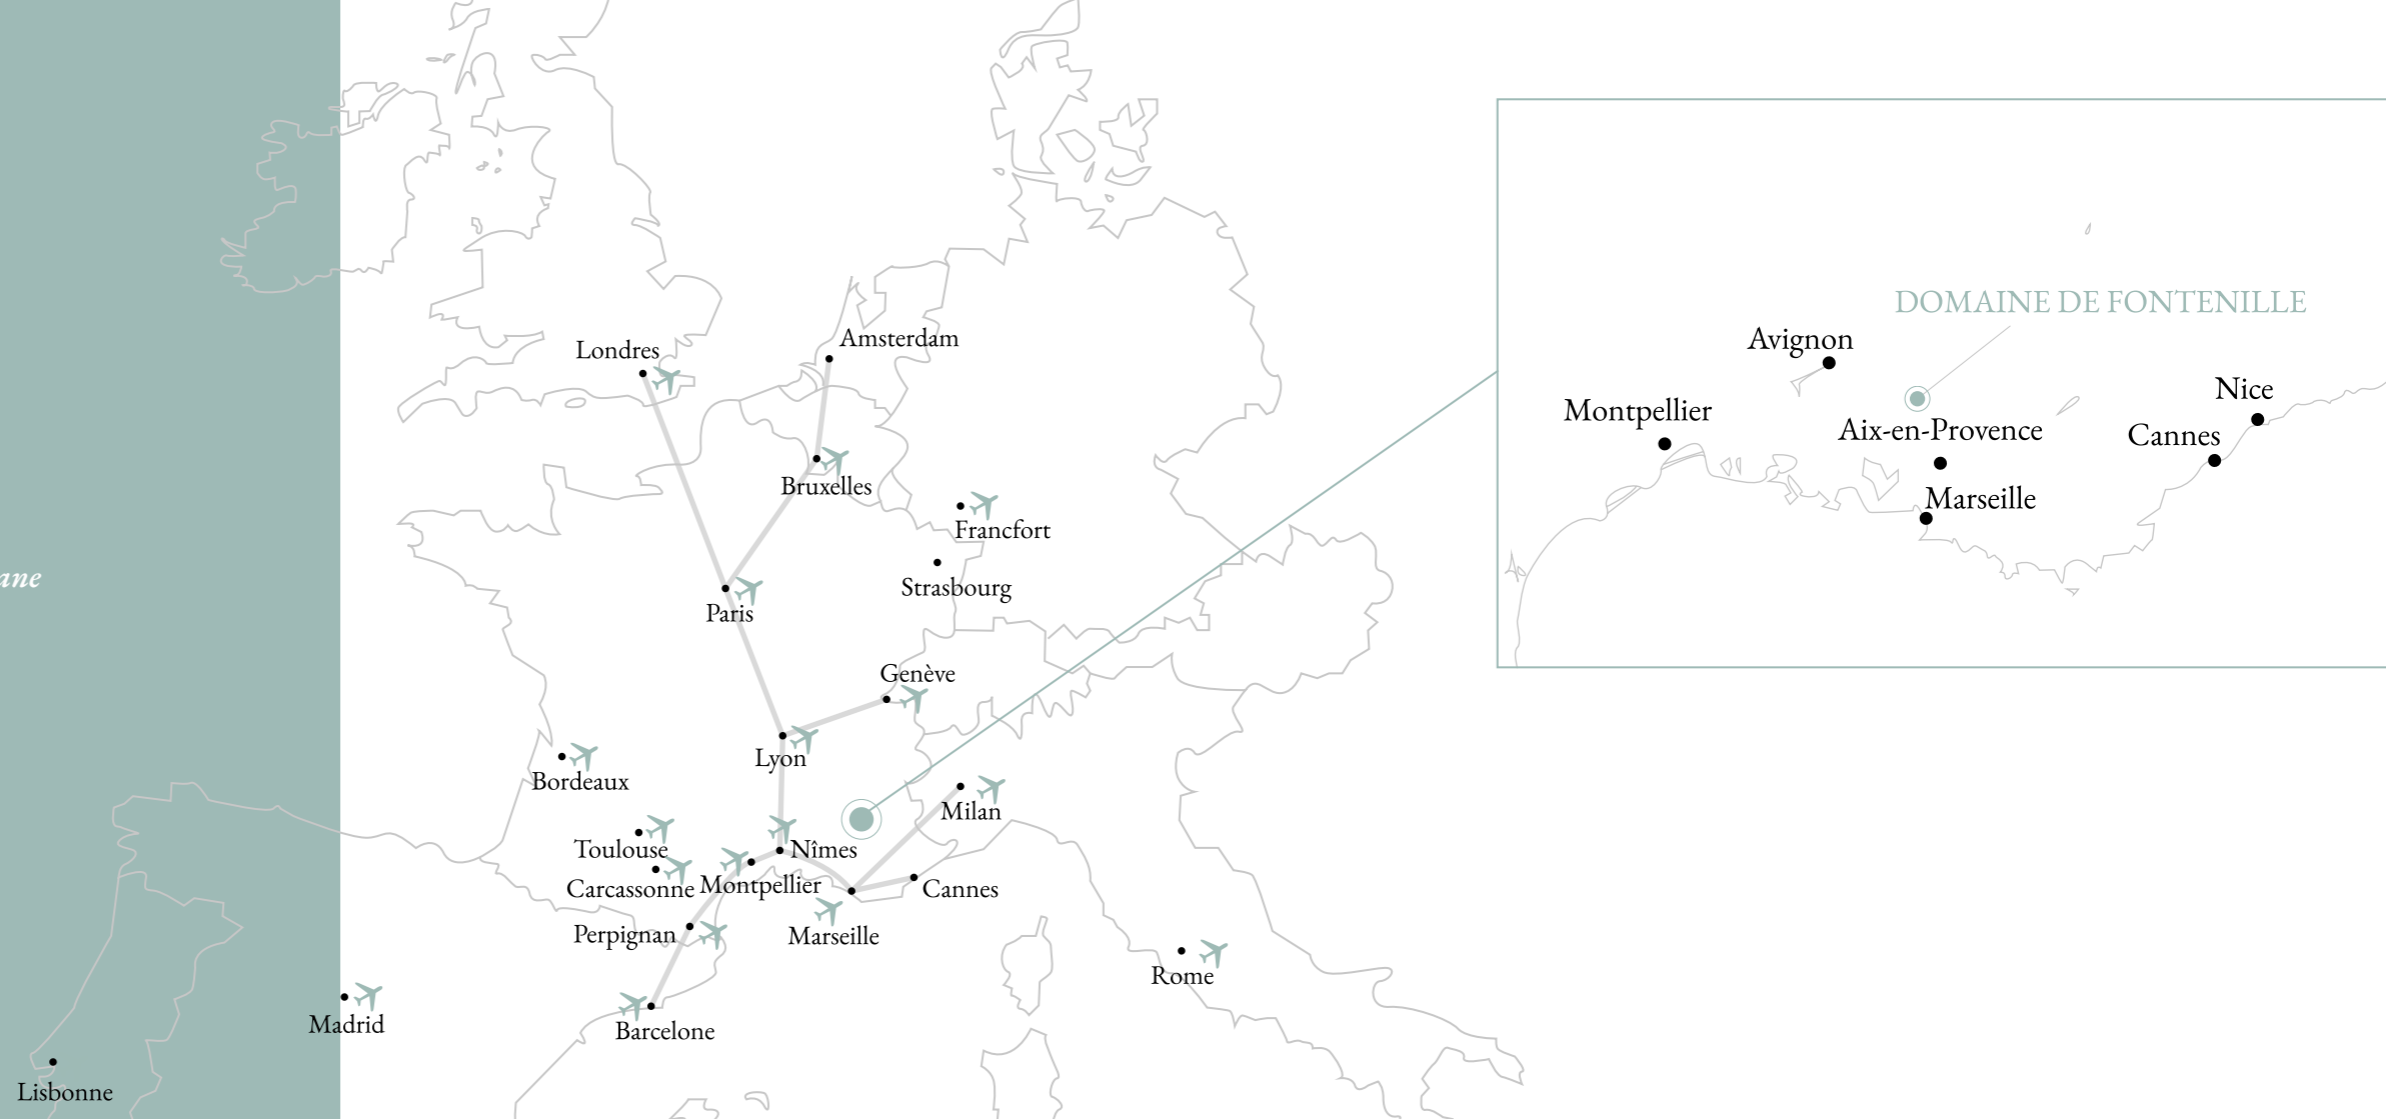 Londres
Amsterdam
Bruxelles
Francfort
Strasbourg
Paris
Genève
Lyon
Bordeaux
Milan
Toulouse
Nîmes
Carcassonne
Montpellier
Cannes
Perpignan
Marseille
Rome
Madrid
Barcelone
Lisbonne
DOMAINE DE FONTENILLE
Avignon
Nice
Montpellier
Aix-en-Provence
Cannes
Marseille